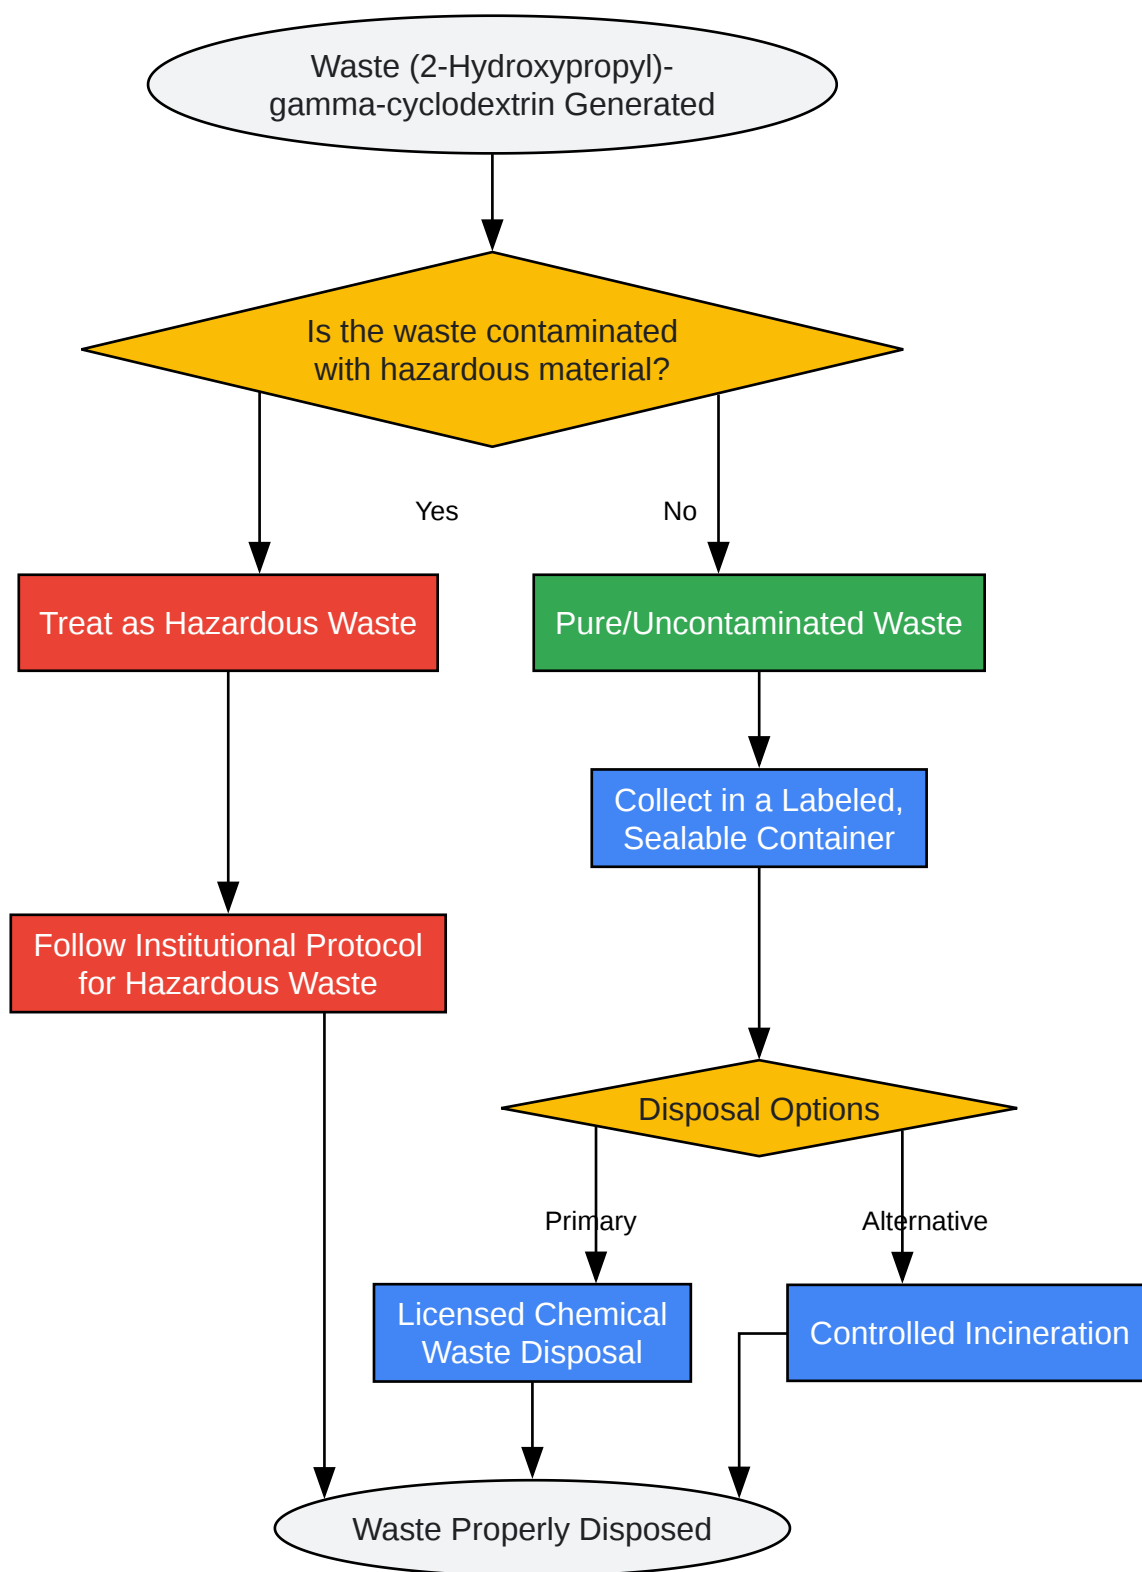 Waste (2-Hydroxypropyl)-
gamma-cyclodextrin Generated
Is the waste contaminated
with hazardous material?
Yes
No
Treat as Hazardous Waste
Pure/Uncontaminated Waste
Collect in a Labeled,
Sealable Container
Follow Institutional Protocol
for Hazardous Waste
Disposal Options
Primary
Alternative
Licensed Chemical
Waste Disposal
Controlled Incineration
Waste Properly Disposed